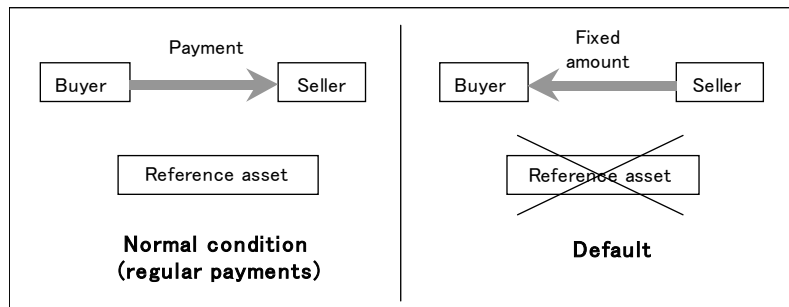 Payment
Buyer
Seller
Reference asset
Normal condition
(regular payments)
Fixed
amount
Buyer
Seller
Reference asset
Default